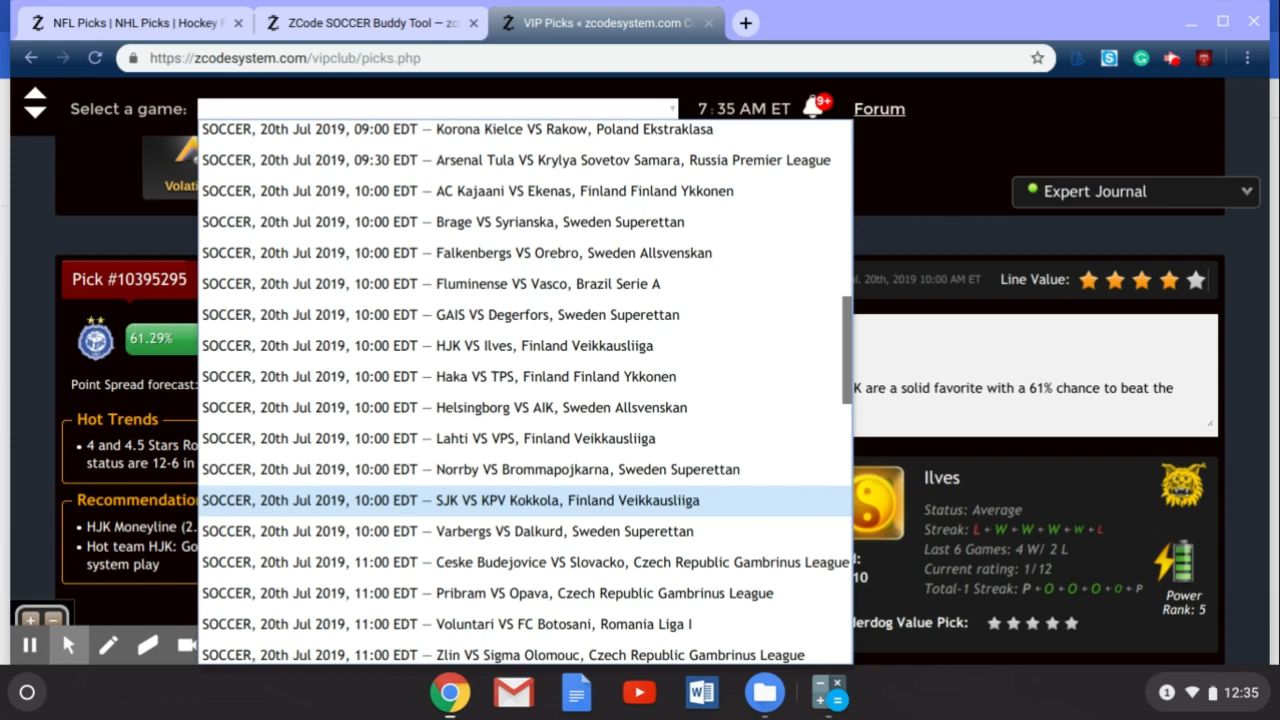 NFL Picks | NHL Picks | Hockey
ZCode SOCCER Buddy Tool — zc
VIP Picks « zcodesystem.com C
https://zcodesystem.com/vipclub/picks.php
Select a game:
7:35 AM ET
9+
Forum
SOCCER, 20th Jul 2019, 09:00 EDT — Korona Kielce VS Rakow, Poland Ekstraklasa
SOCCER, 20th Jul 2019, 09:30 EDT — Arsenal Tula VS Krylya Sovetov Samara, Russia Premier League
SOCCER, 20th Jul 2019, 10:00 EDT — AC Kajaani VS Ekenas, Finland Finland Ykkonen
SOCCER, 20th Jul 2019, 10:00 EDT — Brage VS Syrianska, Sweden Superettan
SOCCER, 20th Jul 2019, 10:00 EDT — Falkenbergs VS Orebro, Sweden Allsvenskan
SOCCER, 20th Jul 2019, 10:00 EDT — Fluminense VS Vasco, Brazil Serie A
SOCCER, 20th Jul 2019, 10:00 EDT — GAIS VS Degerfors, Sweden Superettan
SOCCER, 20th Jul 2019, 10:00 EDT — HJK VS Ilves, Finland Veikkausliiga
SOCCER, 20th Jul 2019, 10:00 EDT — Haka VS TPS, Finland Finland Ykkonen
SOCCER, 20th Jul 2019, 10:00 EDT — Helsingborg VS AIK, Sweden Allsvenskan
SOCCER, 20th Jul 2019, 10:00 EDT — Lahti VS VPS, Finland Veikkausliiga
SOCCER, 20th Jul 2019, 10:00 EDT — Norrby VS Brommapojkarna, Sweden Superettan
SOCCER, 20th Jul 2019, 10:00 EDT — SJK VS KPV Kokkola, Finland Veikkausliiga
SOCCER, 20th Jul 2019, 10:00 EDT — Varbergs VS Dalkurd, Sweden Superettan
SOCCER, 20th Jul 2019, 11:00 EDT — Ceske Budejovice VS Slovacko, Czech Republic Gambrinus League
SOCCER, 20th Jul 2019, 11:00 EDT — Pribram VS Opava, Czech Republic Gambrinus League
SOCCER, 20th Jul 2019, 11:00 EDT — Voluntari VS FC Botosani, Romania Liga I
SOCCER, 20th Jul 2019, 11:00 EDT — Zlin VS Sigma Olomouc, Czech Republic Gambrinus League
Volati
Expert Journal
Pick #10395295
61.29%
Point Spread forecast:
Hot Trends
• 4 and 4.5 Stars Ro
status are 12-6 in
Recommendation
• HJK Moneyline (2.
• Hot team HJK: Go
system play
20th, 2019 10:00 AM ET
Line Value:
K are a solid favorite with a 61% chance to beat the
Ilves
Status: Average
Streak: L - W - W - W - W - L
Last 6 Games: 4 W/ 2 L
Current rating: 1/12
Total-1 Streak: P - O - O - O - O - P
10
Power
Rank: 5
derdog Value Pick:
1
12:35